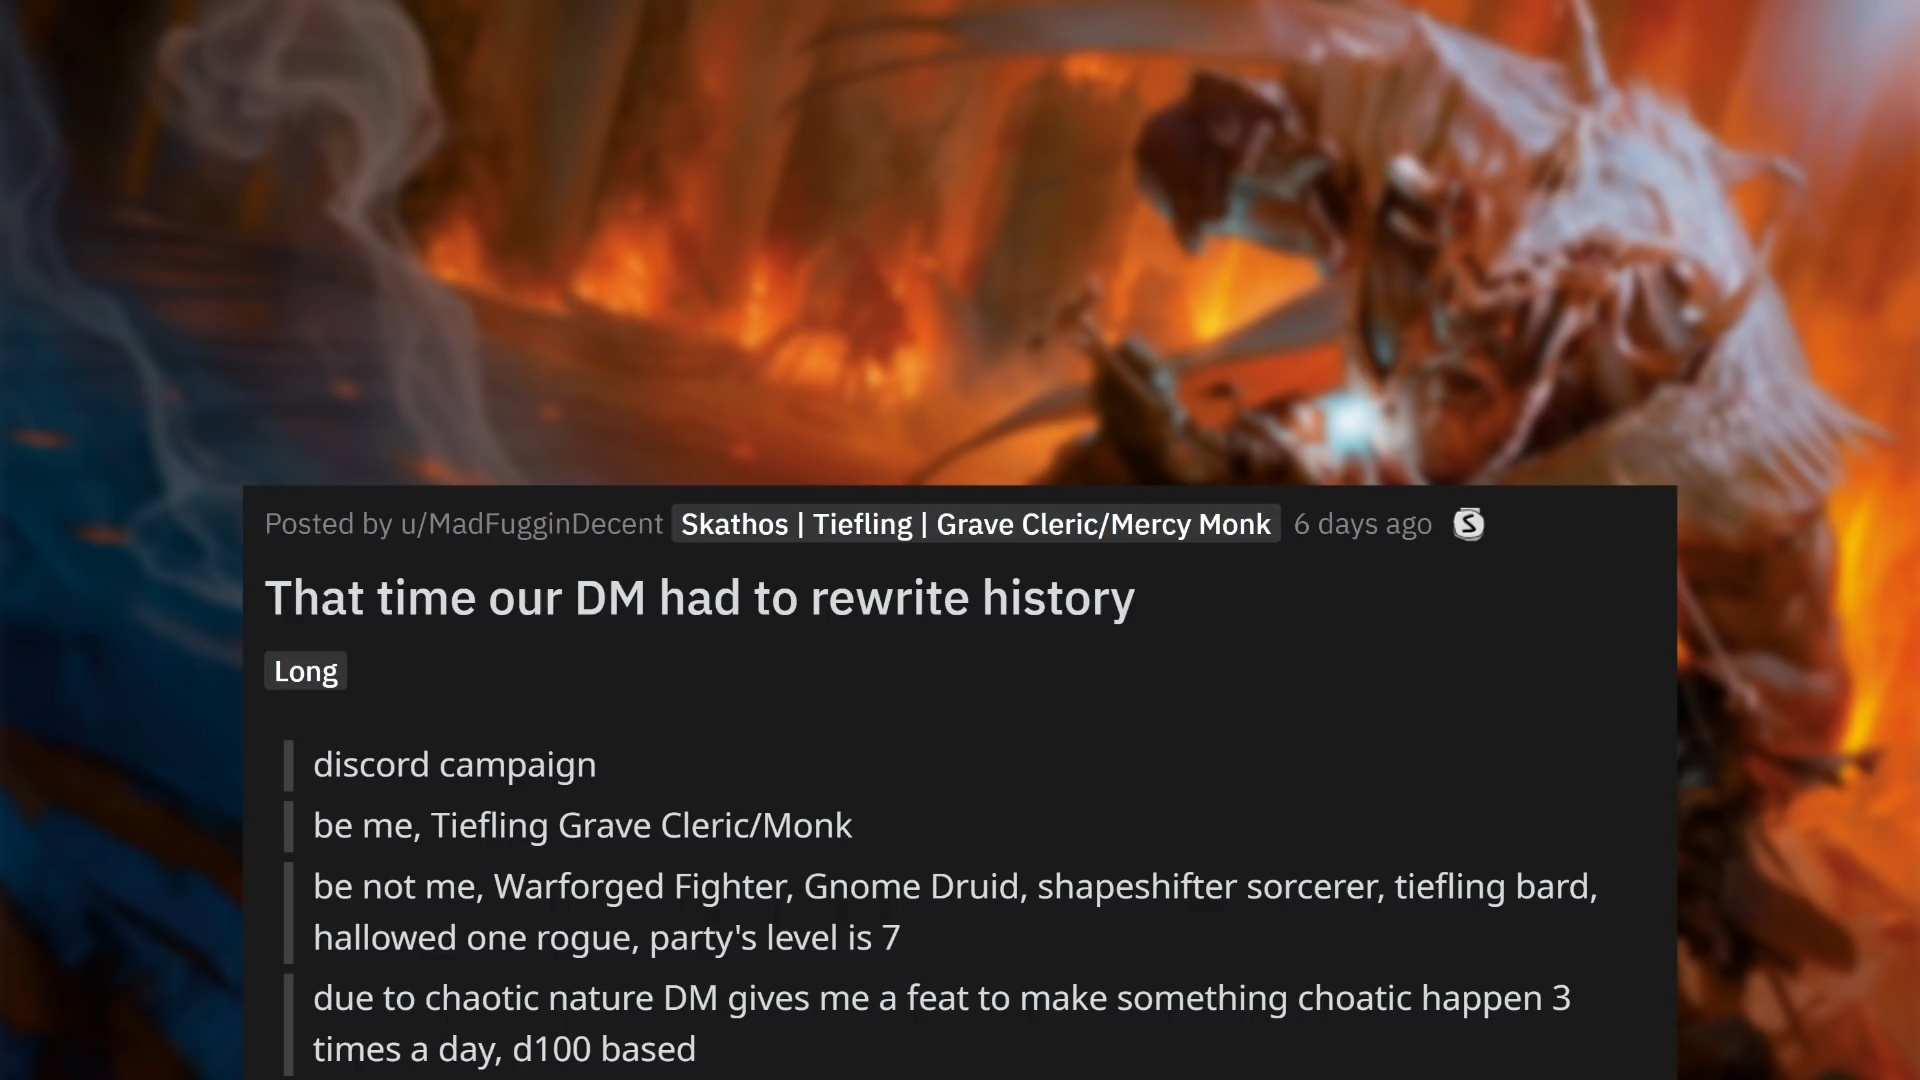 Posted by u/MadFugginDecent Skathos | Tiefling | Grave Cleric/Mercy Monk 6 days ago S
That time our DM had to rewrite history
Long
discord campaign
be me, Tiefling Grave Cleric/Monk
be not me, Warforged Fighter, Gnome Druid, shapeshifter sorcerer, tiefling bard,
hallowed one rogue, party's level is 7
due to chaotic nature DM gives me a feat to make something choatic happen 3
times a day, d100 based